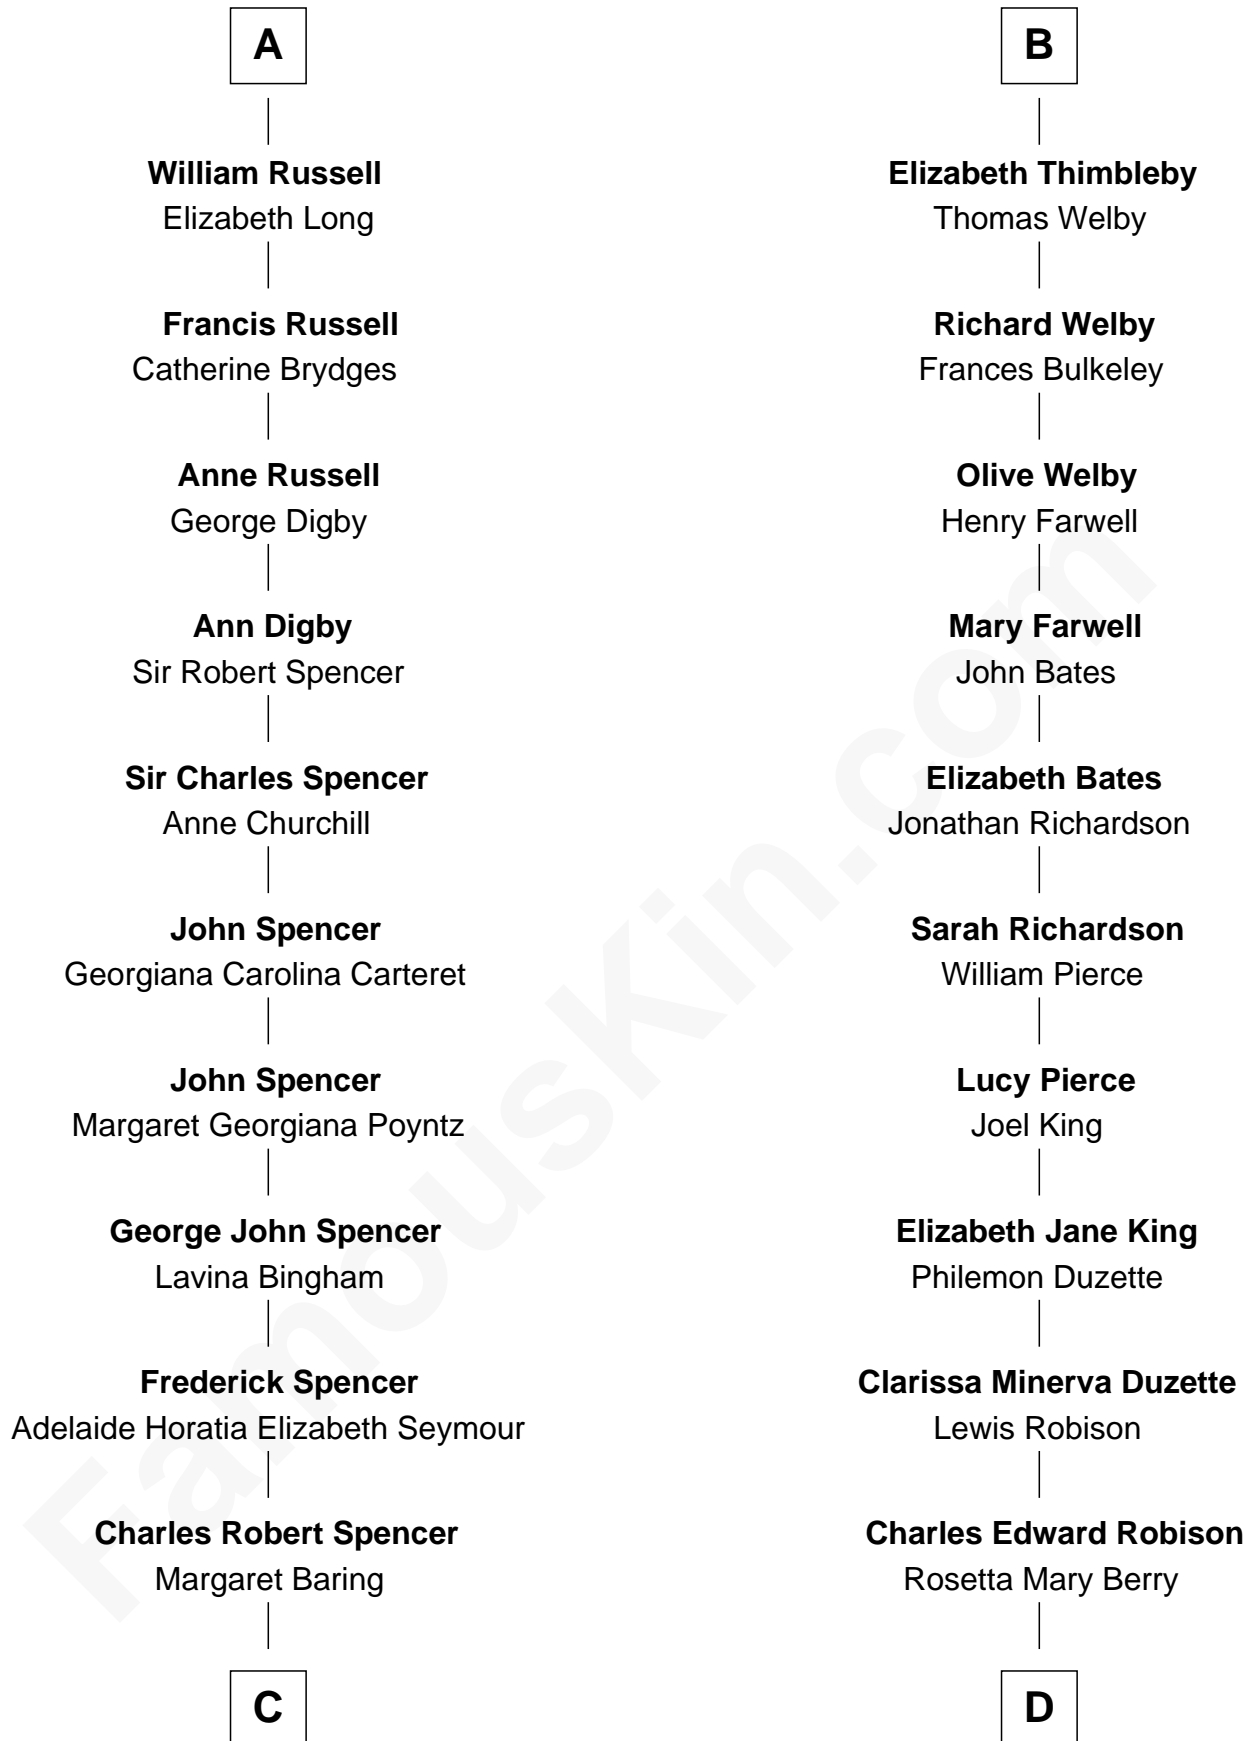 A
William Russell
Elizabeth Long
Francis Russell
Catherine Brydges
Anne Russell
George Digby
Ann Digby
Sir Robert Spencer
Sir Charles Spencer
Anne Churchill
John Spencer
Georgiana Carolina Carteret
John Spencer
Margaret Georgiana Poyntz
George John Spencer
Lavina Bingham
Frederick Spencer
Adelaide Horatia Elizabeth Seymour
Charles Robert Spencer
Margaret Baring
C
B
Elizabeth Thimbleby
Thomas Welby
Richard Welby
Frances Bulkeley
Olive Welby
Henry Farwell
Mary Farwell
John Bates
Elizabeth Bates
Jonathan Richardson
Sarah Richardson
William Pierce
Lucy Pierce
Joel King
Elizabeth Jane King
Philemon Duzette
Clarissa Minerva Duzette
Lewis Robison
Charles Edward Robison
Rosetta Mary Berry
D
FamousKin.com